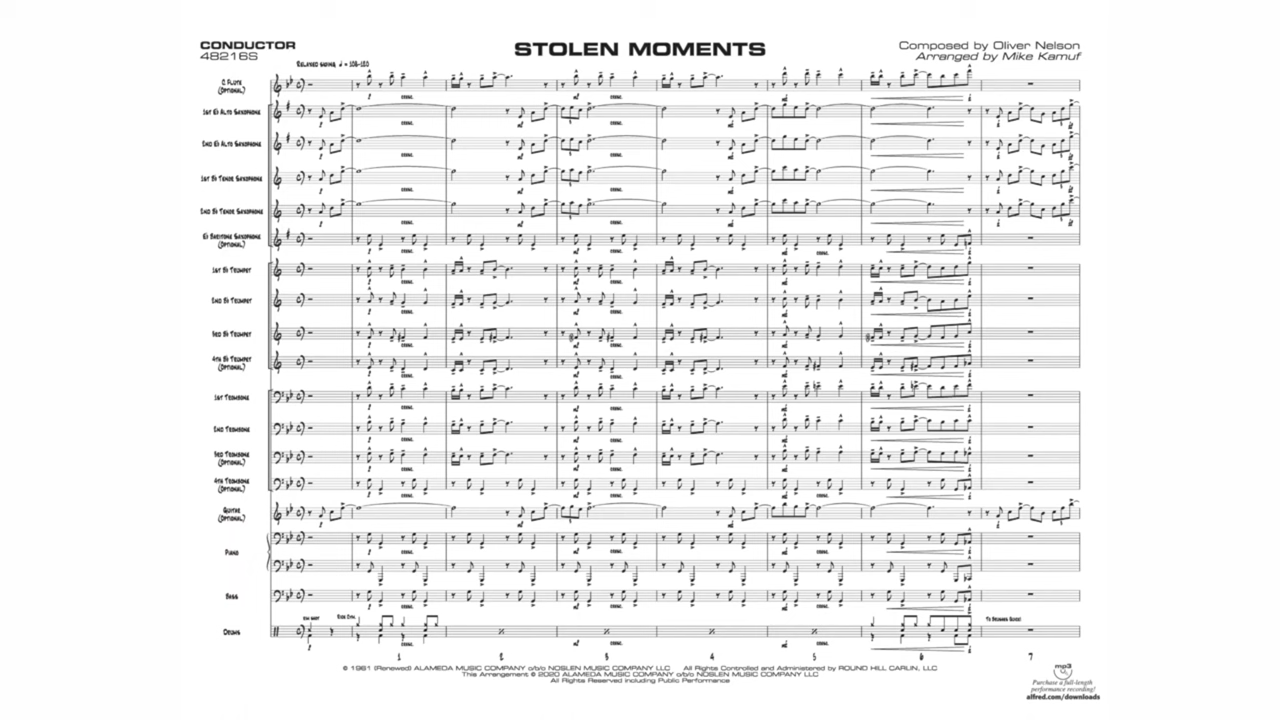 CONDUCTOR
48216S
STOLEN MOMENTS
Composed by Oliver Nelson
Arranged by Mike Kamuf
RELAXED SWING ♩ = 108-120
C FLUTE
(OPTIONAL)
1ST E♭ ALTO SAXOPHONE
2ND E♭ ALTO SAXOPHONE
1ST B♭ TENOR SAXOPHONE
2ND B♭ TENOR SAXOPHONE
E♭ BARITONE SAXOPHONE
(OPTIONAL)
1ST B♭ TRUMPET
2ND B♭ TRUMPET
3RD B♭ TRUMPET
4TH B♭ TRUMPET
(OPTIONAL)
1ST TROMBONE
2ND TROMBONE
3RD TROMBONE
(OPTIONAL)
4TH TROMBONE
(OPTIONAL)
GUITAR
(OPTIONAL)
PIANO
BASS
DRUMS
RIDE CYM.
1 2 3 4 5 6 7
© 1961 (Renewed) ALAMEDA MUSIC COMPANY o/b/o NOSLEN MUSIC COMPANY LLC All Rights Controlled and Administered by ROUND HILL CARLIN, LLC
This Arrangement © 2020 ALAMEDA MUSIC COMPANY o/b/o NOSLEN MUSIC COMPANY LLC
All Rights Reserved including Public Performance
mp3
Purchase a full-length
performance recording!
alfred.com/downloads